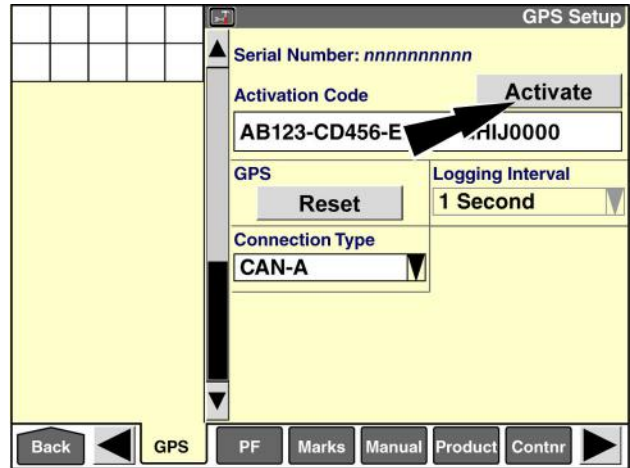 GPS Setup
Serial Number: nnnnnnnnnn
Activation Code
Activate
AB123-CD456-E HIJ0000
GPS
Logging Interval
Reset
1 Second
Connection Type
CAN-A
Back
GPS
PF
Marks
Manual
Product
Contnr